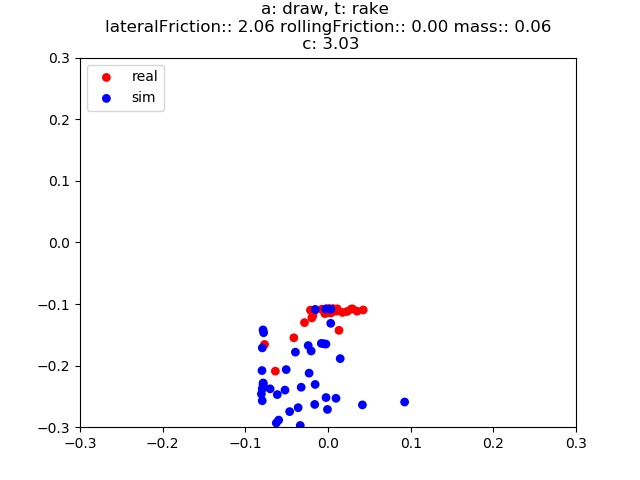 a: draw, t: rake
lateralFriction:: 2.06 rollingFriction:: 0.00 mass:: 0.06
c: 3.03
real
sim
0.3
0.2
0.1
0.0
−0.1
−0.2
−0.3
−0.3
−0.2
−0.1
0.0
0.1
0.2
0.3